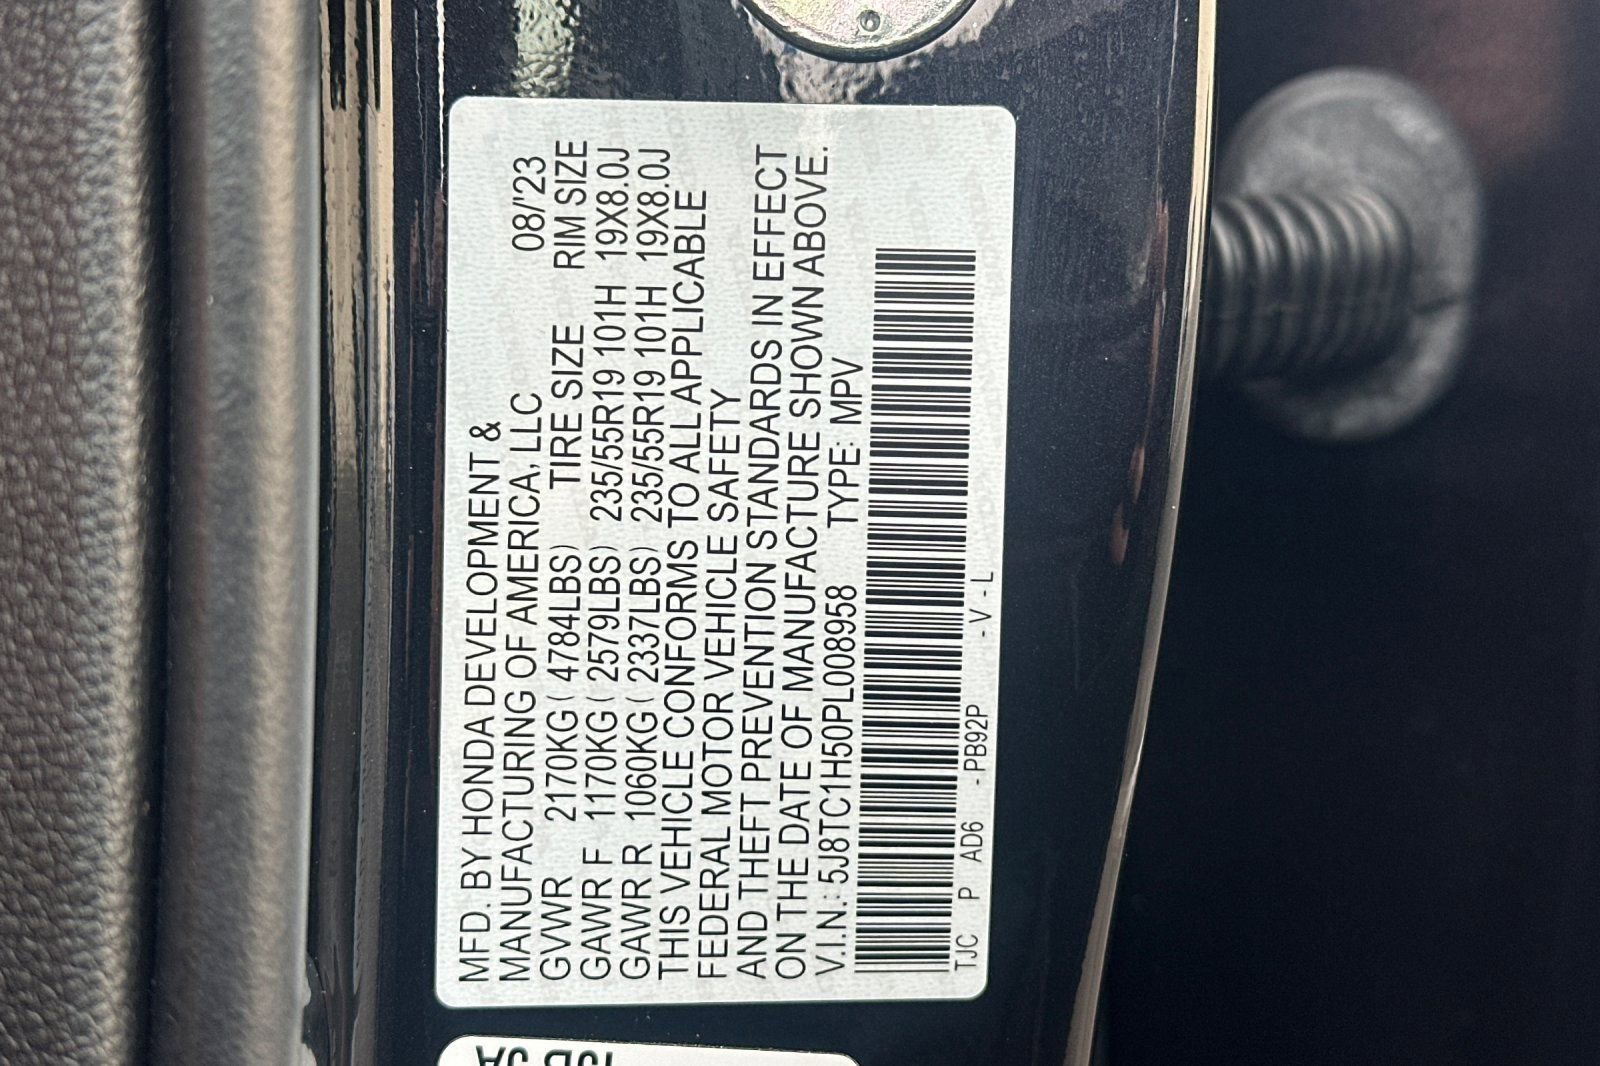 MFD. BY HONDA DEVELOPMENT &
MANUFACTURING OF AMERICA, LLC 08/'23
GVWR 2170KG ( 4784LBS) TIRE SIZE RIM SIZE
GAWR F 1170KG ( 2579LBS) 235/55R19 101H 19X8.0J
GAWR R 1060KG ( 2337LBS) 235/55R19 101H 19X8.0J
THIS VEHICLE CONFORMS TO ALL APPLICABLE
FEDERAL MOTOR VEHICLE SAFETY
AND THEFT PREVENTION STANDARDS IN EFFECT
ON THE DATE OF MANUFACTURE SHOWN ABOVE.
V.I.N.: 5J8TC1H50PL008958 TYPE: MPV
TJC P AD6 - PB92P - V - L